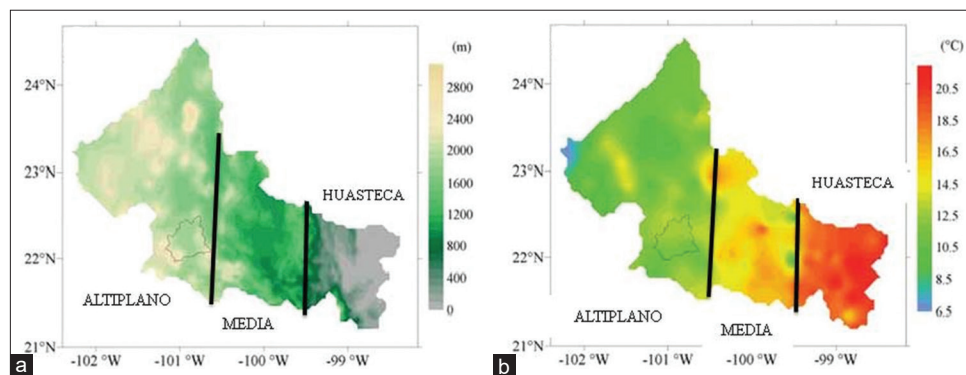 (m)
24°N
23°N
22°N
21°N
-102 °W
-101 °W
-100 °W
-99 °W
2800
2400
2000
1600
1200
800
400
0
HUASTECA
ALTIPLANO
MEDIA
a
(°C)
24°N
23°N
22°N
21°N
-102 °W
-101 °W
-100 °W
-99 °W
20.5
18.5
16.5
14.5
12.5
10.5
8.5
6.5
HUASTECA
ALTIPLANO
MEDIA
b